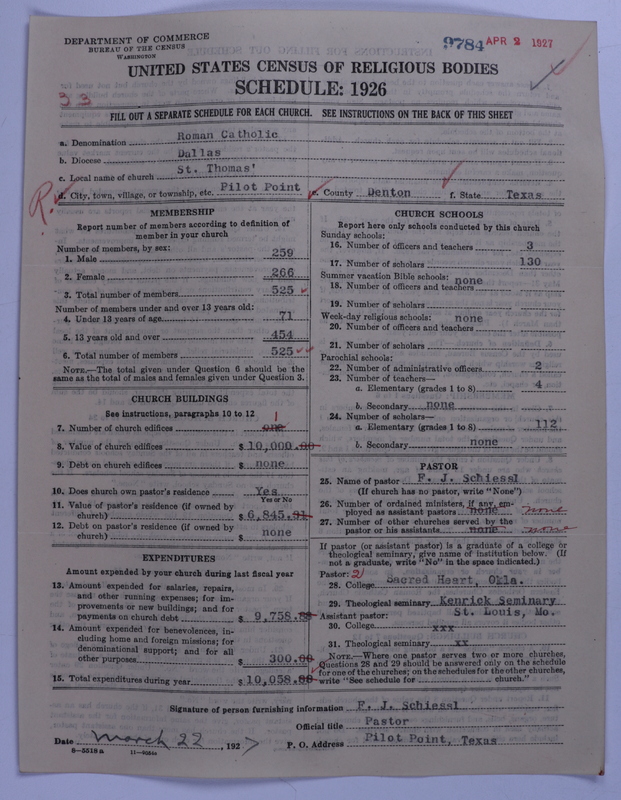 DEPARTMENT OF COMMERCE
BUREAU OF THE CENSUS
WASHINGTON
9784 APR 2 1927
UNITED STATES CENSUS OF RELIGIOUS BODIES
SCHEDULE: 1926
33
FILL OUT A SEPARATE SCHEDULE FOR EACH CHURCH. SEE INSTRUCTIONS ON THE BACK OF THIS SHEET
a. Denomination Roman Catholic
b. Diocese Dallas
c. Local name of church St. Thomas'
d. City, town, village, or township, etc. Pilot Point e. County Denton f. State Texas
MEMBERSHIP
Report number of members according to definition of
member in your church
Number of members, by sex:
1. Male 259
2. Female 266
3. Total number of members 525
Number of members under and over 13 years old:
4. Under 13 years of age 71
5. 13 years old and over 454
6. Total number of members 525
NOTE.—The total given under Question 6 should be the
same as the total of males and females given under Question 3.
CHURCH BUILDINGS
See instructions, paragraphs 10 to 12
7. Number of church edifices one 1
8. Value of church edifices $ 10,000.00
9. Debt on church edifices $ none
10. Does church own pastor's residence Yes
Yes or No
11. Value of pastor's residence (if owned by
church) $ 6,845.91
12. Debt on pastor's residence (if owned by
church) $ none
EXPENDITURES
Amount expended by your church during last fiscal year
13. Amount expended for salaries, repairs,
and other running expenses; for im-
provements or new buildings; and for
payments on church debt $ 9,758.
14. Amount expended for benevolences, in-
cluding home and foreign missions; for
denominational support; and for all
other purposes $ 300.00
15. Total expenditures during year $ 10,058.
CHURCH SCHOOLS
Report here only schools conducted by this church
Sunday schools:
16. Number of officers and teachers 3
17. Number of scholars 130
Summer vacation Bible schools: none
18. Number of officers and teachers
19. Number of scholars
Week-day religious schools: none
20. Number of officers and teachers
21. Number of scholars
Parochial schools:
22. Number of administrative officers 2
23. Number of teachers—
a. Elementary (grades 1 to 8) 4
b. Secondary none
24. Number of scholars—
a. Elementary (grades 1 to 8) 112
b. Secondary none
PASTOR
25. Name of pastor F. J. Schiessl
(If church has no pastor, write "None")
26. Number of ordained ministers, if any, em-
ployed as assistant pastors none none
27. Number of other churches served by the
pastor or his assistants none none
If pastor (or assistant pastor) is a graduate of a college or
theological seminary, give name of institution below. (If
not a graduate, write "No" in the space indicated.)
Pastor: 2
28. College Sacred Heart, Okla.
29. Theological seminary Kenrick Seminary
Assistant pastor: St. Louis, Mo.
30. College xxx
31. Theological seminary xx
NOTE.—Where one pastor serves two or more churches,
Questions 28 and 29 should be answered only on the schedule
for one of the churches; on the schedules for the other churches,
write "See schedule for church."
Signature of person furnishing information F. J. Schiessl
Official title Pastor
Date March 22, 1927 P. O. Address Pilot Point, Texas
8-5518a 11-9054a